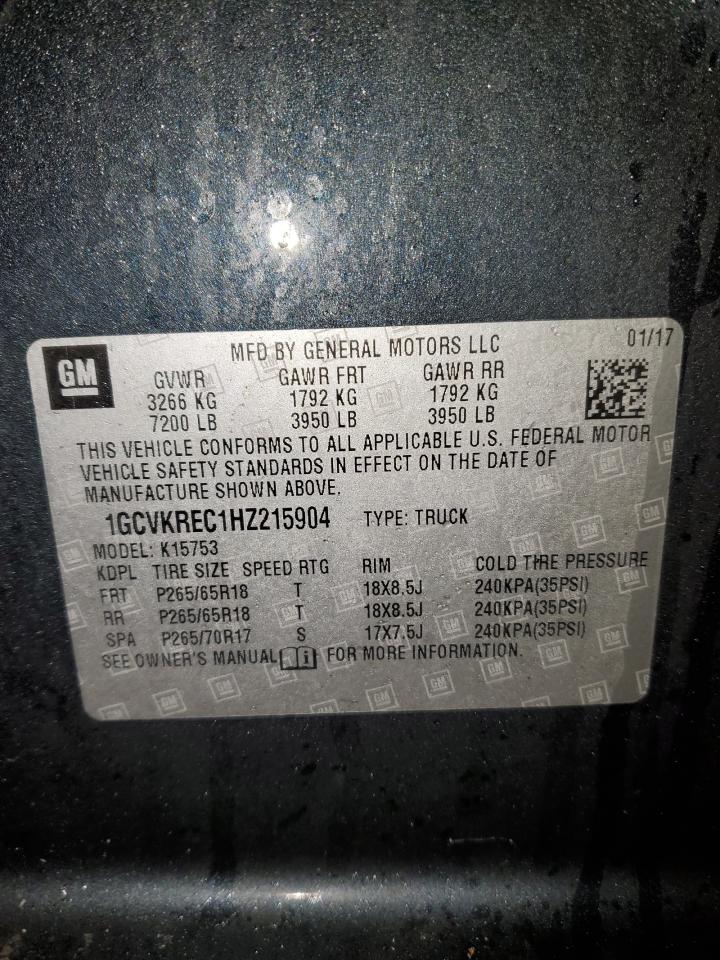 GM
MFD BY GENERAL MOTORS LLC 01/17
GVWR GAWR FRT GAWR RR
3266 KG 1792 KG 1792 KG
7200 LB 3950 LB 3950 LB
THIS VEHICLE CONFORMS TO ALL APPLICABLE U.S. FEDERAL MOTOR
VEHICLE SAFETY STANDARDS IN EFFECT ON THE DATE OF
MANUFACTURE SHOWN ABOVE.
1GCVKREC1HZ215904 TYPE: TRUCK
MODEL: K15753
KDPL TIRE SIZE SPEED RTG RIM COLD TIRE PRESSURE
FRT P265/65R18 T 18X8.5J 240KPA(35PSI)
RR P265/65R18 T 18X8.5J 240KPA(35PSI)
SPA P265/70R17 S 17X7.5J 240KPA(35PSI)
SEE OWNER'S MANUAL FOR MORE INFORMATION.